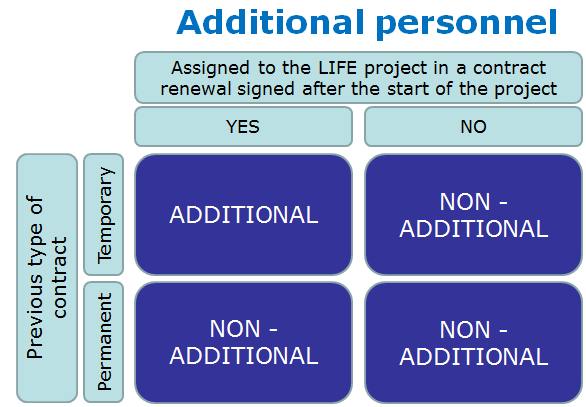 Additional personnel
Assigned to the LIFE project in a contract
renewal signed after the start of the project
YES
NO
Previous type of
contract
Temporary
ADDITIONAL
NON -
ADDITIONAL
Permanent
NON -
ADDITIONAL
NON -
ADDITIONAL